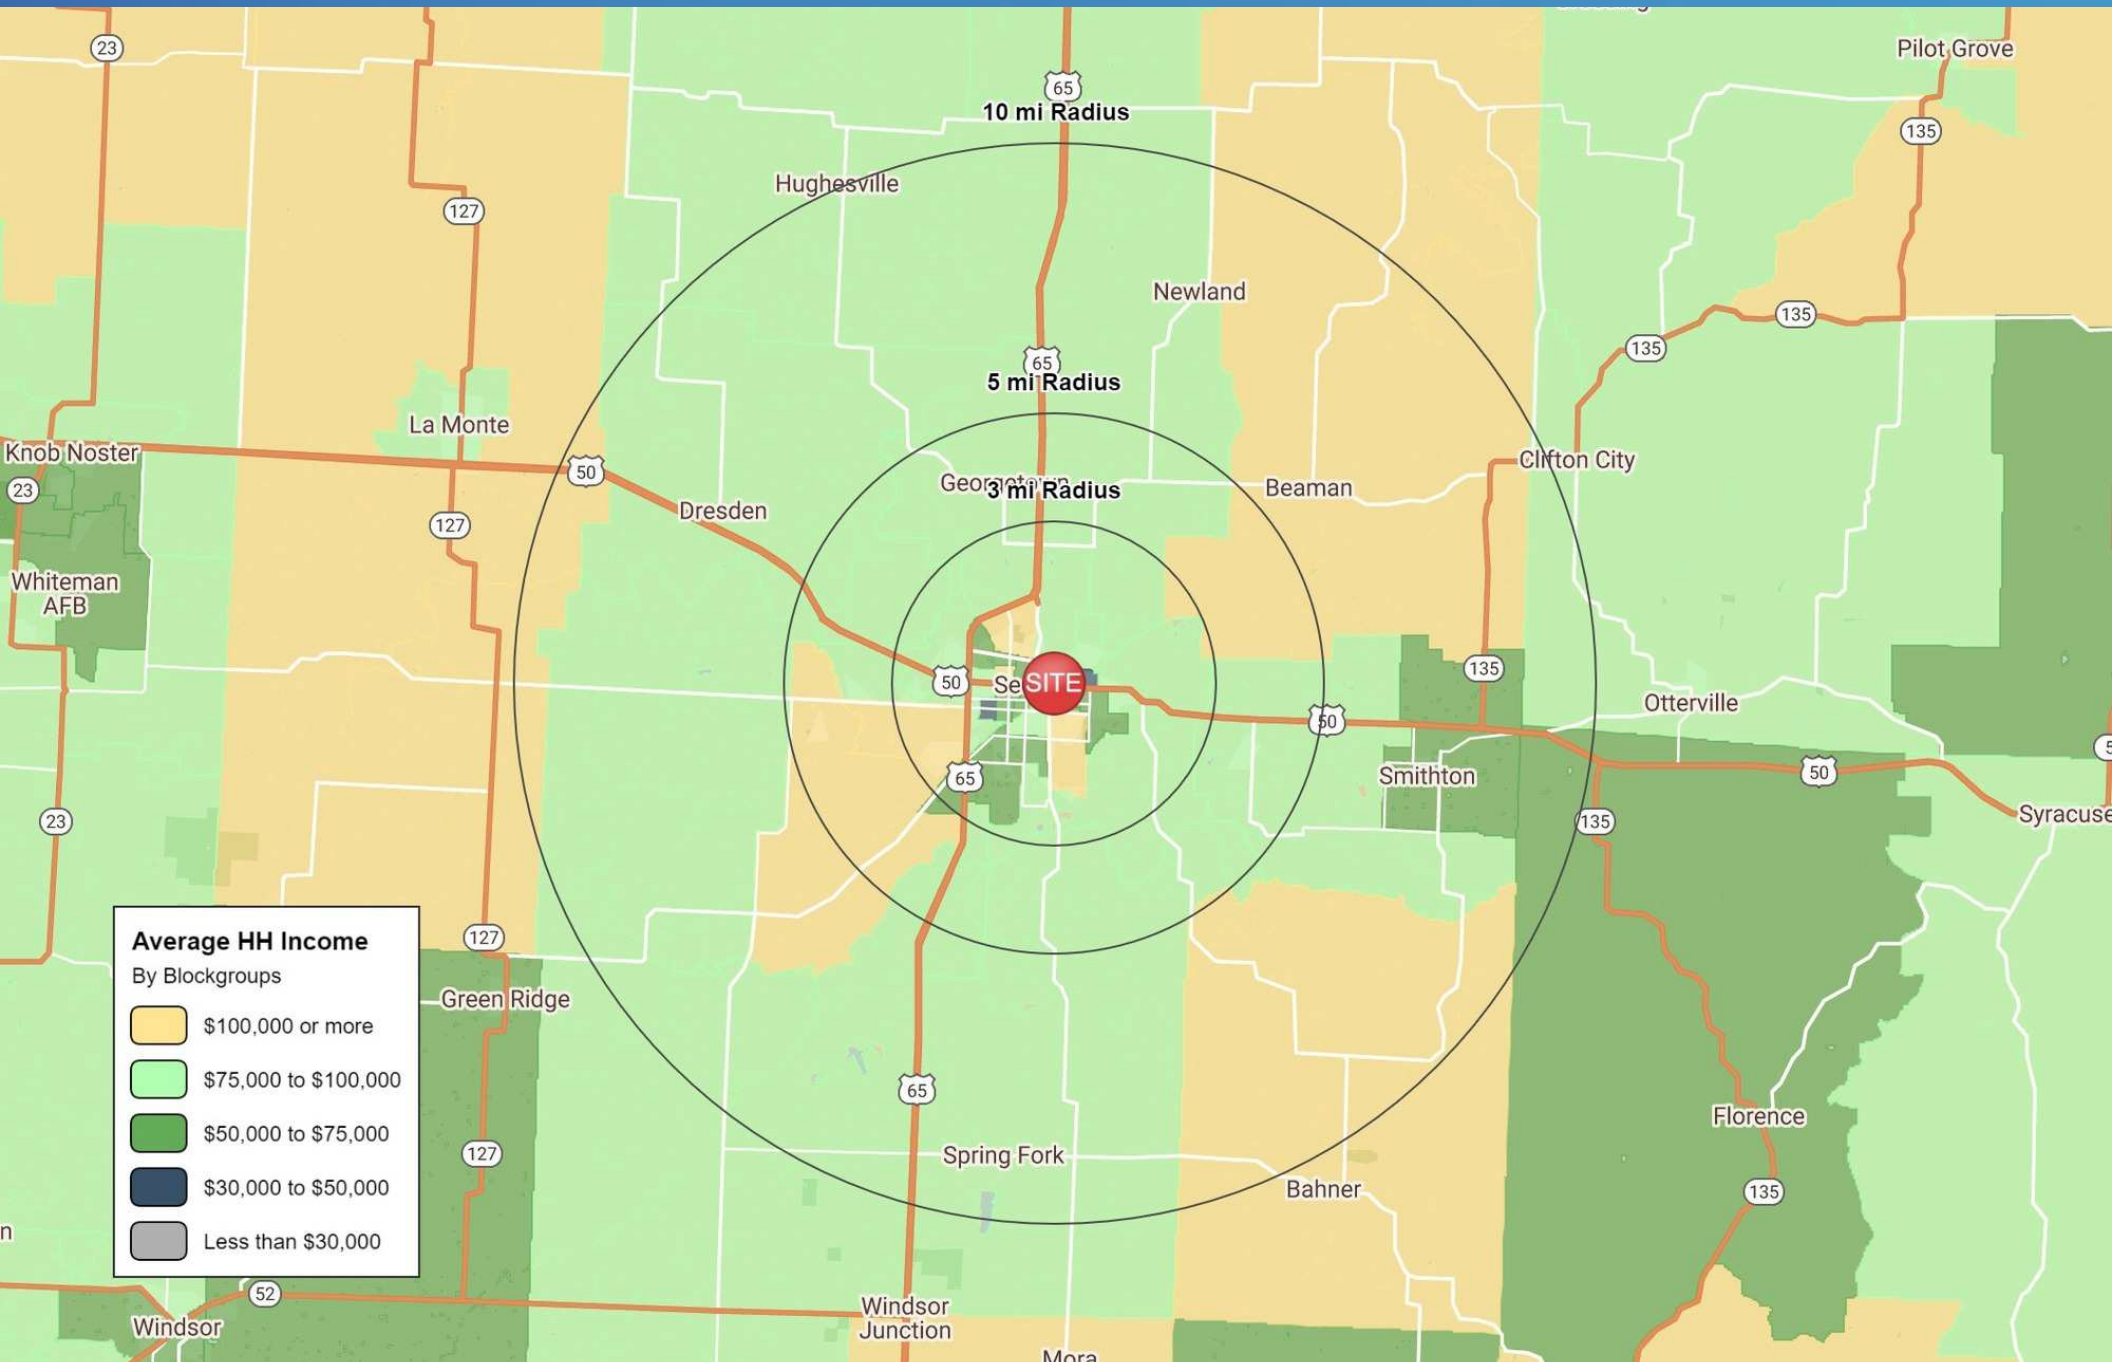 Pilot Grove
23
65
10 mi Radius
135
Hughesville
127
Newland
135
135
65
5 mi Radius
La Monte
Knob Noster
50
Clifton City
23
3 mi Radius
Beaman
Dresden
127
Whiteman
AFB
50
SITE
135
Otterville
50
50
Smithton
65
Syracuse
23
135
127
Average HH Income
By Blockgroups
$100,000 or more
$75,000 to $100,000
$50,000 to $75,000
$30,000 to $50,000
Less than $30,000
Green Ridge
65
Florence
127
Spring Fork
Bahner
135
52
Windsor
Windsor
Junction